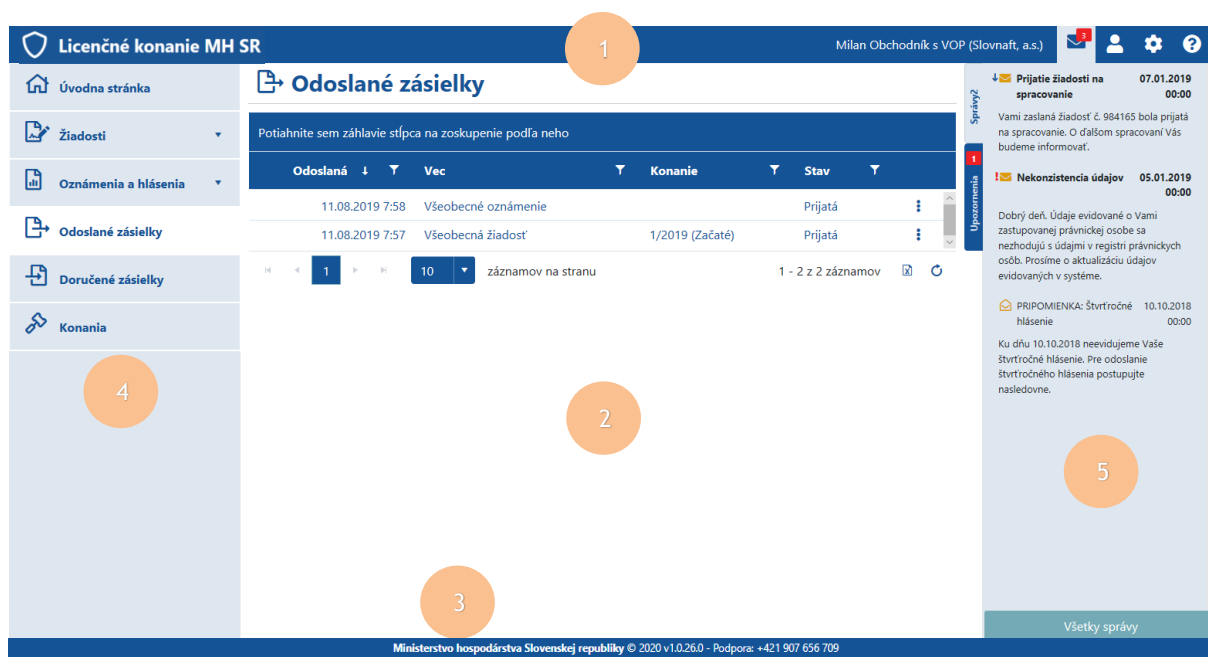 1
Licenčné konanie MH SR
Milan Obchodník s VOP (Slovnaft, a.s.)
3
Úvodna stránka
Žiadosti
Oznámenia a hlásenia
Odoslané zásielky
Doručené zásielky
Konania
4
Odoslané zásielky
Potiahnite sem záhlavie stĺpca na zoskupenie podľa neho
Odoslaná Vec Konanie Stav
11.08.2019 7:58 Všeobecné oznámenie Prijatá
11.08.2019 7:57 Všeobecná žiadosť 1/2019 (Začaté) Prijatá
1 10 záznamov na stranu 1 - 2 z 2 záznamov
2
3
Správy2
1
Upozornenia
Prijatie žiadosti na 07.01.2019
spracovanie 00:00
Vami zaslaná žiadosť č. 984165 bola prijatá
na spracovanie. O ďalšom spracovaní Vás
budeme informovať.
Nekonzistencia údajov 05.01.2019
00:00
Dobrý deň. Údaje evidované o Vami
zastupovanej právnickej osobe sa
nezhodujú s údajmi v registri právnických
osôb. Prosíme o aktualizáciu údajov
evidovaných v systéme.
PRIPOMIENKA: Štvrťročné 10.10.2018
hlásenie 00:00
Ku dňu 10.10.2018 neevidujeme Vaše
štvrťročné hlásenie. Pre odoslanie
štvrťročného hlásenia postupujte
nasledovne.
5
Všetky správy
Ministerstvo hospodárstva Slovenskej republiky © 2020 v1.0.26.0 - Podpora: +421 907 656 709